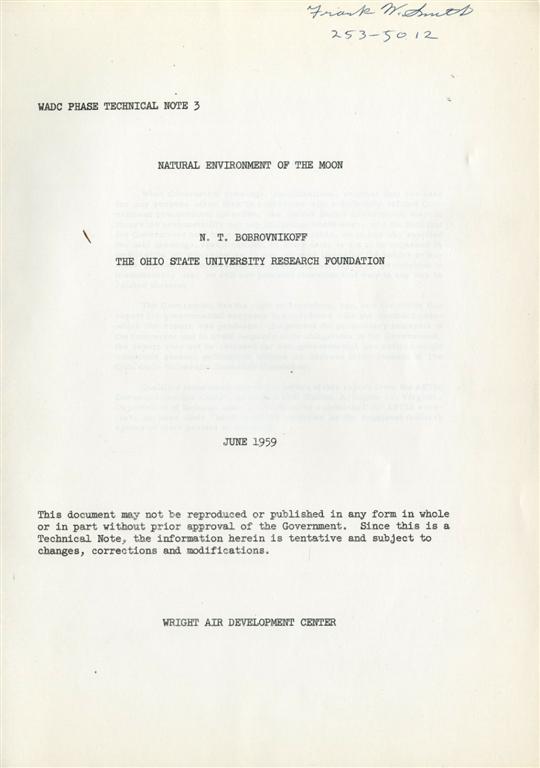 Frank W. Smith
253-5012
WADC PHASE TECHNICAL NOTE 3
NATURAL ENVIRONMENT OF THE MOON
N. T. BOBROVNIKOFF
THE OHIO STATE UNIVERSITY RESEARCH FOUNDATION
JUNE 1959
This document may not be reproduced or published in any form in whole
or in part without prior approval of the Government. Since this is a
Technical Note, the information herein is tentative and subject to
changes, corrections and modifications.
WRIGHT AIR DEVELOPMENT CENTER